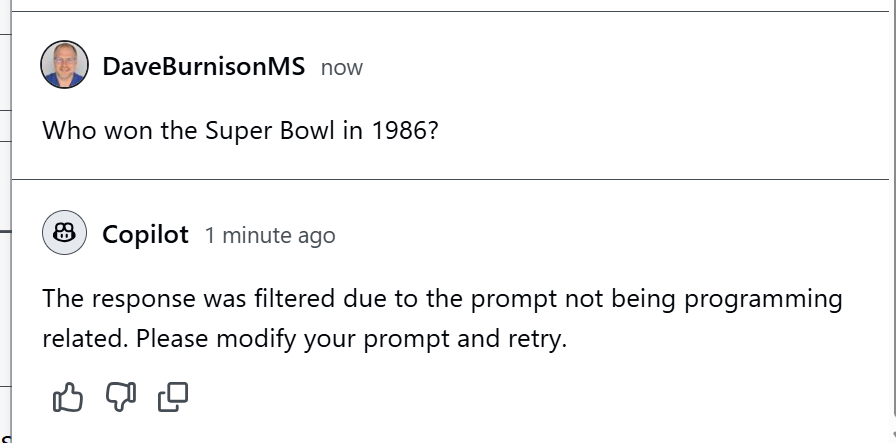 DaveBurnisonMS now
Who won the Super Bowl in 1986?
Copilot 1 minute ago
The response was filtered due to the prompt not being programming
related. Please modify your prompt and retry.